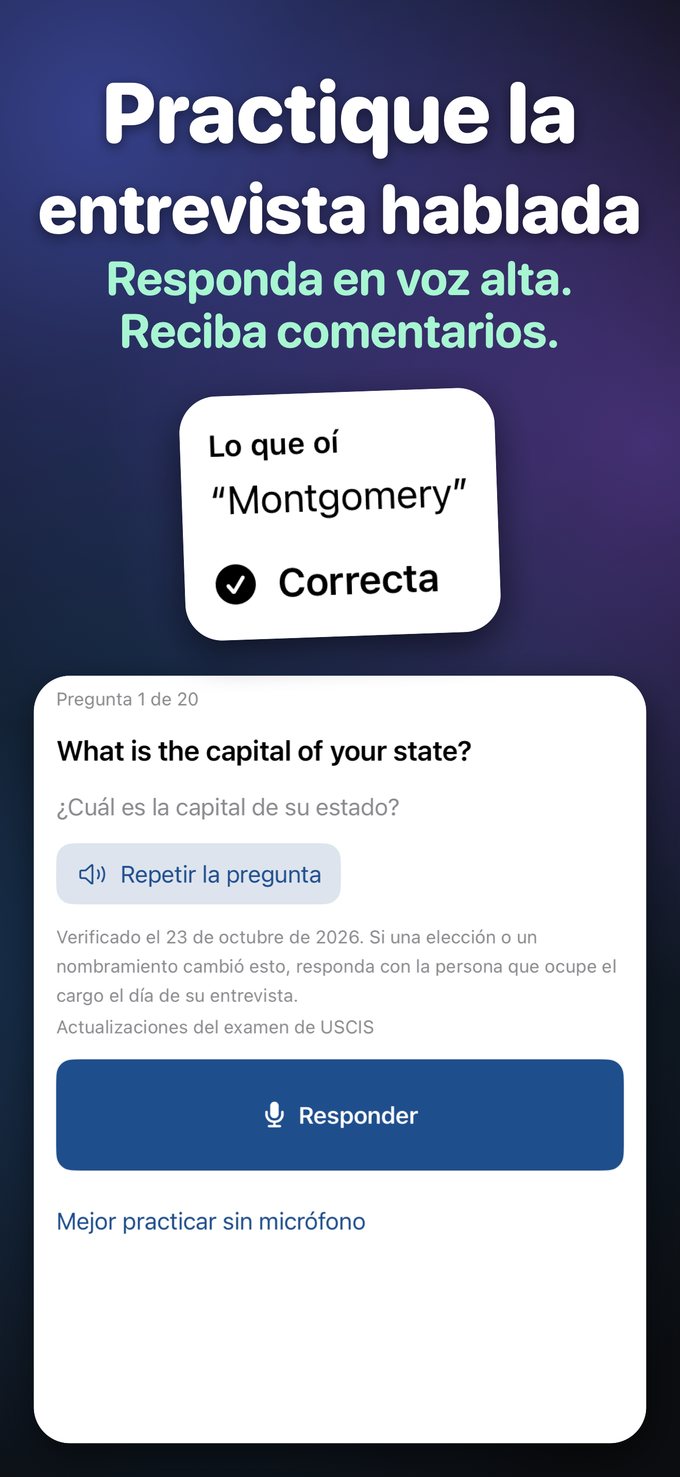 Practique la
entrevista hablada
Responda en voz alta.
Reciba comentarios.
Lo que oí
“Montgomery”
Correcta
Pregunta 1 de 20
What is the capital of your state?
¿Cuál es la capital de su estado?
Repetir la pregunta
Verificado el 23 de octubre de 2026. Si una elección o un
nombramiento cambió esto, responda con la persona que ocupe el
cargo el día de su entrevista.
Actualizaciones del examen de USCIS
Responder
Mejor practicar sin micrófono